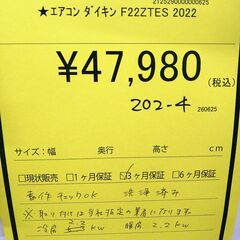 2125290000000625
★エアコン ダイキン F22ZTES 2022
¥47,980
(税込)
202-4
260625
サイズ:幅 奥行 高さ cm
□現状販売 □1ヶ月保証 ☑3ヶ月保証 □6ヶ月保証
動作チェックOK 洗浄済み
※取り付けは当社指定の業者になります。
冷房 2.2 kw 暖房 2.2 kw